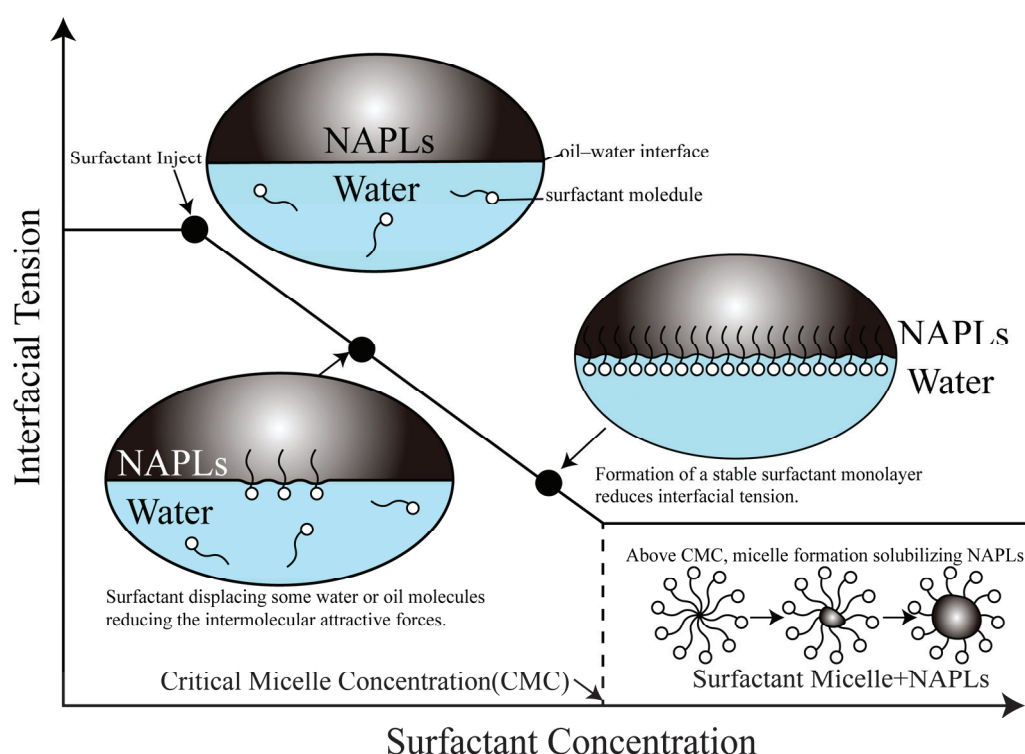 NAPLs
Surfactant Inject
oil–water interface
Water
surfactant moledule
Interfacial Tension
NAPLs
Water
NAPLs
Water
Formation of a stable surfactant monolayer
reduces interfacial tension.
Surfactant displacing some water or oil molecules
reducing the intermolecular attractive forces.
Above CMC, micelle formation solubilizing NAPLs
Surfactant Micelle+NAPLs
Critical Micelle Concentration(CMC)
Surfactant Concentration